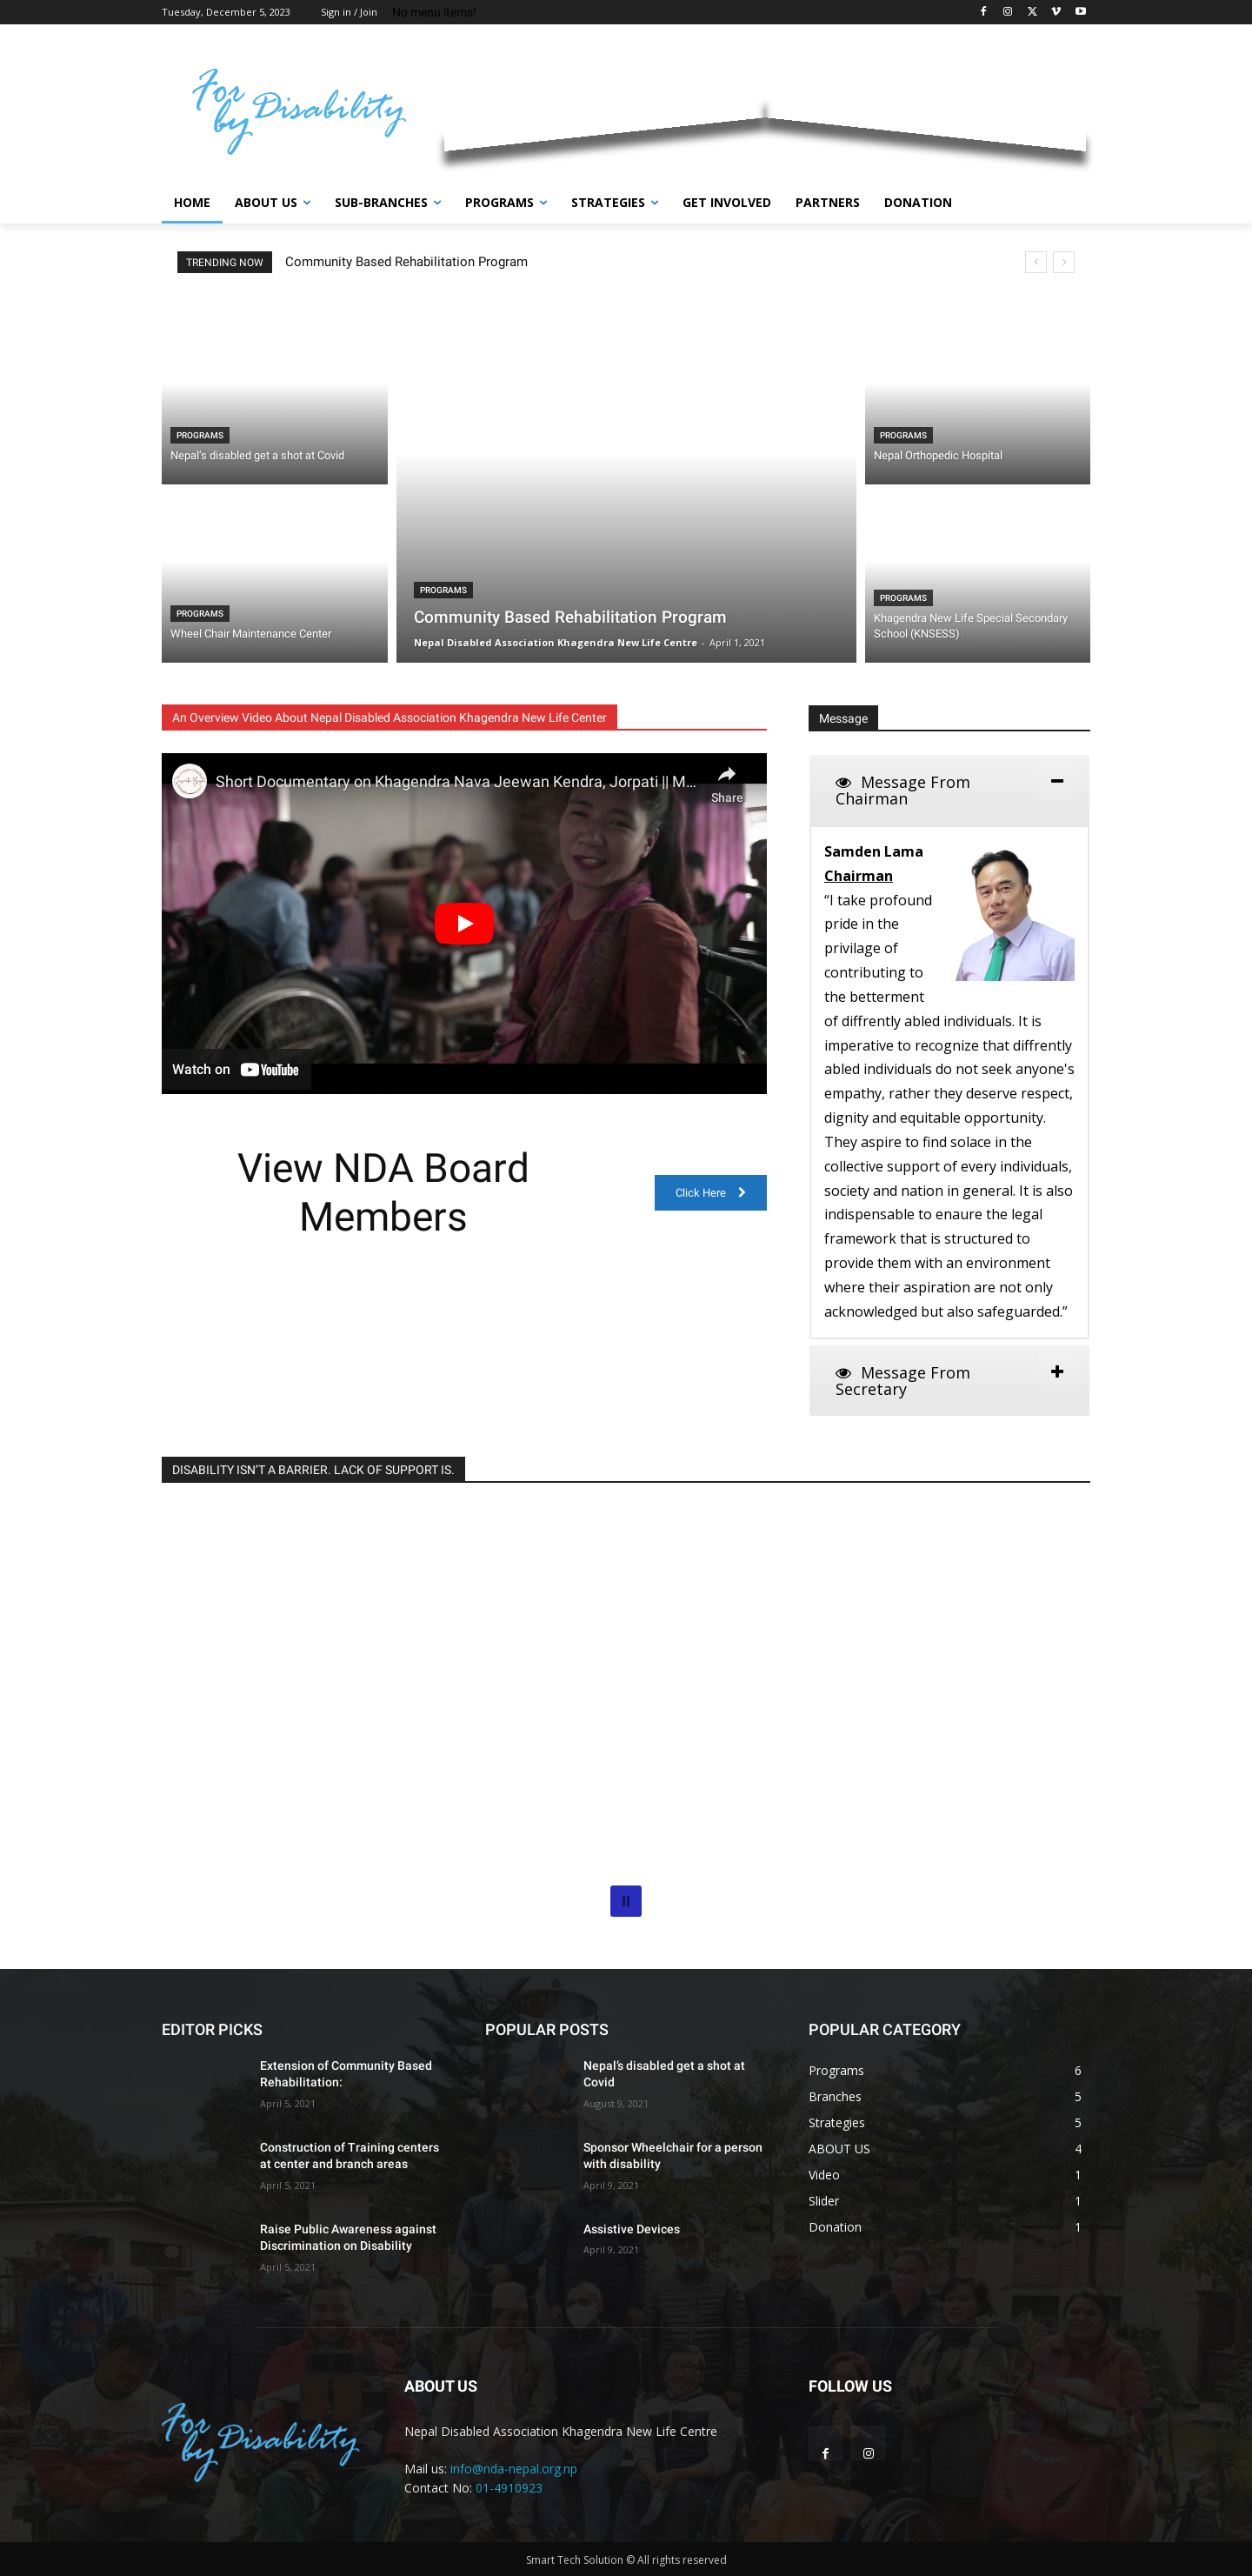 Tuesday, December 5, 2023
Sign in / Join
No menu items!
For by Disability
HOME
ABOUT US
SUB-BRANCHES
PROGRAMS
STRATEGIES
GET INVOLVED
PARTNERS
DONATION
TRENDING NOW
Community Based Rehabilitation Program
PROGRAMS
Nepal's disabled get a shot at Covid
PROGRAMS
Wheel Chair Maintenance Center
PROGRAMS
Community Based Rehabilitation Program
Nepal Disabled Association Khagendra New Life Centre - April 1, 2021
PROGRAMS
Nepal Orthopedic Hospital
PROGRAMS
Khagendra New Life Special Secondary
School (KNSESS)
An Overview Video About Nepal Disabled Association Khagendra New Life Center
Short Documentary on Khagendra Nava Jeewan Kendra, Jorpati || M...
Share
Watch on YouTube
View NDA Board
Members
Click Here
Message
Message From
Chairman
Samden Lama
Chairman
“I take profound
pride in the
privilage of
contributing to
the betterment
of diffrently abled individuals. It is
imperative to recognize that diffrently
abled individuals do not seek anyone's
empathy, rather they deserve respect,
dignity and equitable opportunity.
They aspire to find solace in the
collective support of every individuals,
society and nation in general. It is also
indispensable to enaure the legal
framework that is structured to
provide them with an environment
where their aspiration are not only
acknowledged but also safeguarded.”
Message From
Secretary
DISABILITY ISN’T A BARRIER. LACK OF SUPPORT IS.
EDITOR PICKS
Extension of Community Based
Rehabilitation:
April 5, 2021
Construction of Training centers
at center and branch areas
April 5, 2021
Raise Public Awareness against
Discrimination on Disability
April 5, 2021
POPULAR POSTS
Nepal’s disabled get a shot at
Covid
August 9, 2021
Sponsor Wheelchair for a person
with disability
April 9, 2021
Assistive Devices
April 9, 2021
POPULAR CATEGORY
Programs 6
Branches 5
Strategies 5
ABOUT US 4
Video 1
Slider 1
Donation 1
For by Disability
ABOUT US
Nepal Disabled Association Khagendra New Life Centre
Mail us: info@nda-nepal.org.np
Contact No: 01-4910923
FOLLOW US
Smart Tech Solution © All rights reserved